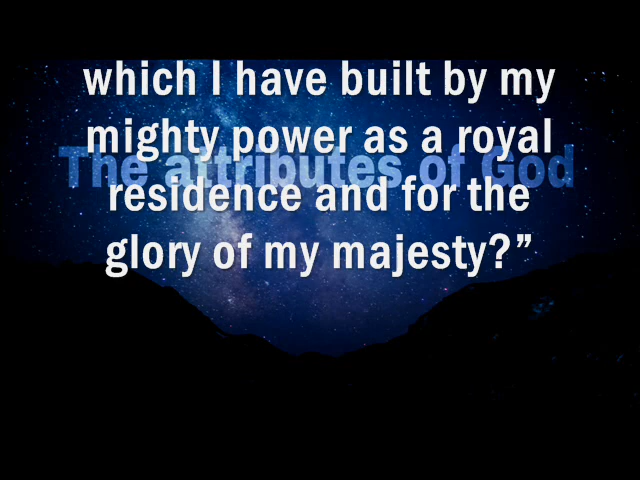 which I have built by my
mighty power as a royal
The attributes of God
residence and for the
glory of my majesty?”